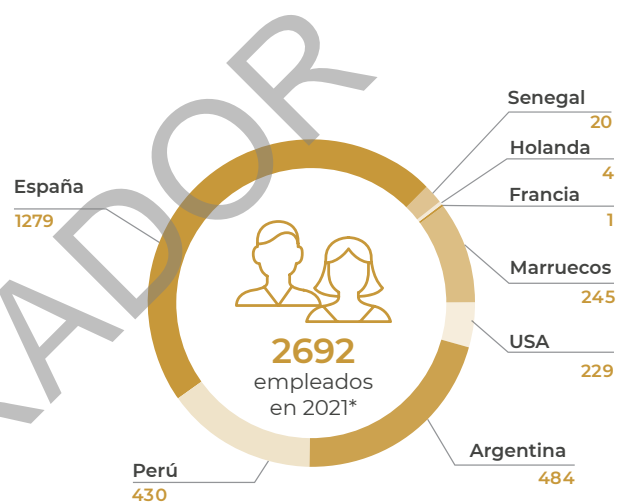 Senegal
20
Holanda
4
Francia
1
España
1279
Marruecos
245
USA
229
2692
empleados
en 2021*
Argentina
484
Perú
430
RADOR